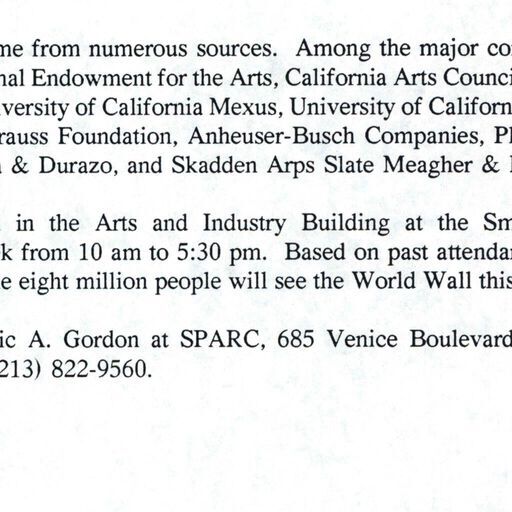 me from numerous sources. Among the major co
nal Endowment for the Arts, California Arts Counci
versity of California Mexus, University of Californ
rauss Foundation, Anheuser-Busch Companies, P
& Durazo, and Skadden Arps Slate Meagher &
in the Arts and Industry Building at the Sm
k from 10 am to 5:30 pm. Based on past attendan
e eight million people will see the World Wall this
ic A. Gordon at SPARC, 685 Venice Boulevard
213) 822-9560.